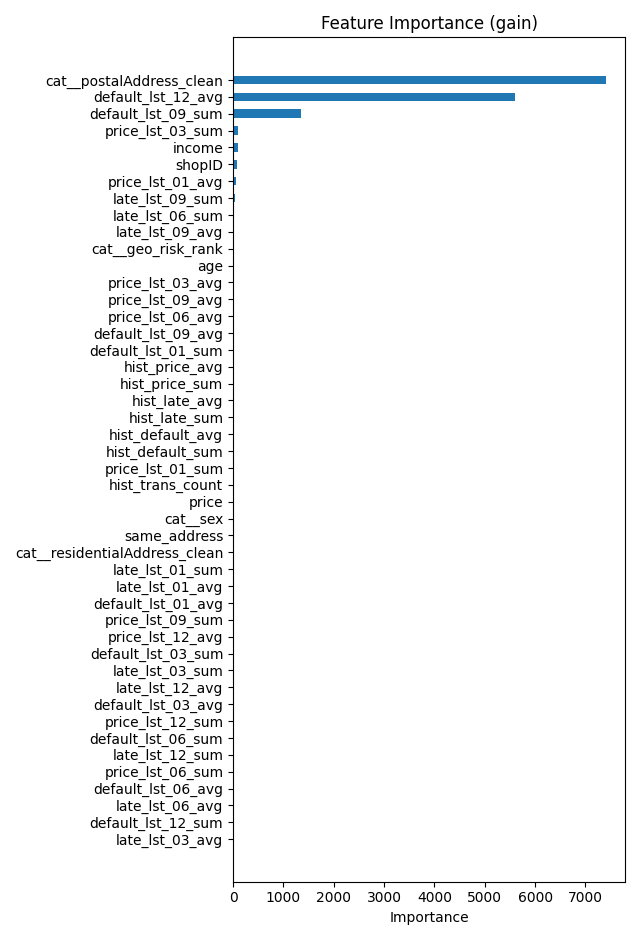 Feature Importance (gain)
cat__postalAddress_clean
default_lst_12_avg
default_lst_09_sum
price_lst_03_sum
income
shopID
price_lst_01_avg
late_lst_09_sum
late_lst_06_sum
late_lst_09_avg
cat__geo_risk_rank
age
price_lst_03_avg
price_lst_09_avg
price_lst_06_avg
default_lst_09_avg
default_lst_01_sum
hist_price_avg
hist_price_sum
hist_late_avg
hist_late_sum
hist_default_avg
hist_default_sum
price_lst_01_sum
hist_trans_count
price
cat__sex
same_address
cat__residentialAddress_clean
late_lst_01_sum
late_lst_01_avg
default_lst_01_avg
price_lst_09_sum
price_lst_12_avg
default_lst_03_sum
late_lst_03_sum
late_lst_12_avg
default_lst_03_avg
price_lst_12_sum
default_lst_06_sum
late_lst_12_sum
price_lst_06_sum
default_lst_06_avg
late_lst_06_avg
default_lst_12_sum
late_lst_03_avg
0 1000 2000 3000 4000 5000 6000 7000
Importance